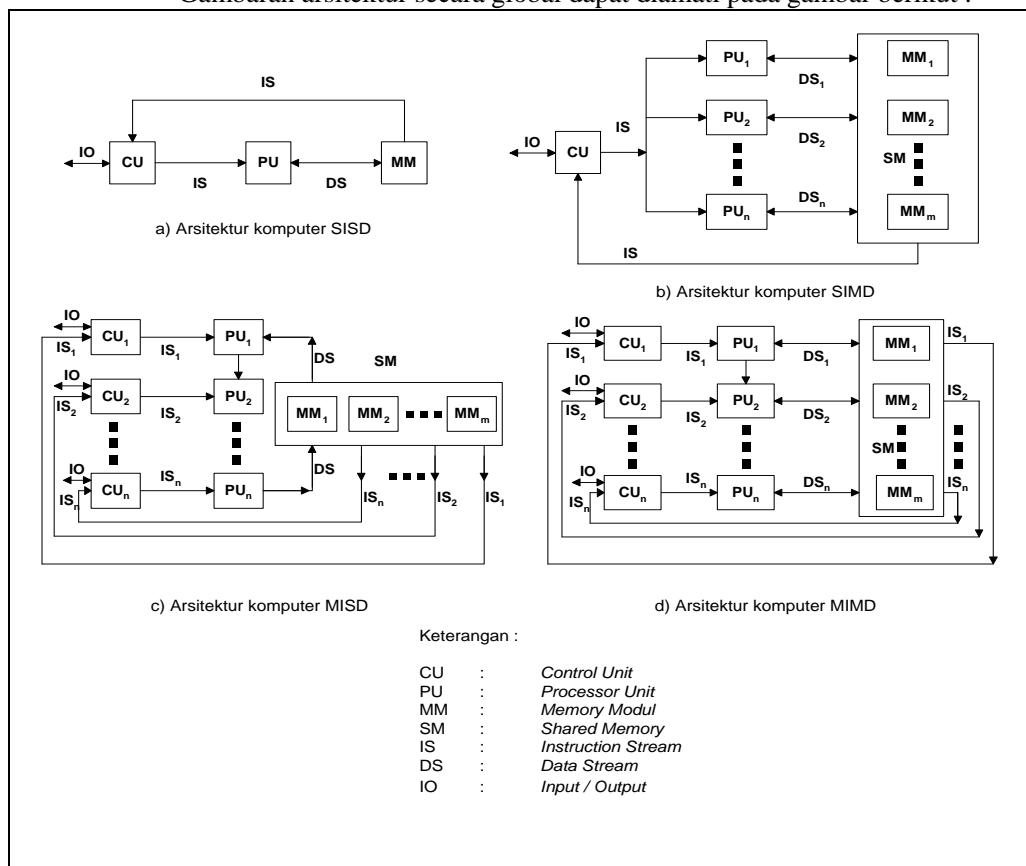 Gambaran arsitektur secara global dapat diamati pada gambar berikut :
IS
IO
CU
PU
MM
IS
DS
a) Arsitektur komputer SISD
PU1
DS1
MM1
IS
PU2
DS2
MM2
IO
CU
SM
PUn
DSn
MMm
IS
b) Arsitektur komputer SIMD
IO
CU1
IS1
PU1
IS1
DS
SM
IO
CU2
IS2
PU2
IS2
MM1
MM2
MMm
IO
CUn
ISn
PUn
DS
ISn
ISn
IS2
IS1
c) Arsitektur komputer MISD
IO
CU1
IS1
PU1
DS1
MM1
IS1
IS1
IO
CU2
IS2
PU2
DS2
MM2
IS2
IS2
SM
IO
CUn
ISn
PUn
DSn
MMm
ISn
ISn
d) Arsitektur komputer MIMD
Keterangan :
CU : Control Unit
PU : Processor Unit
MM : Memory Modul
SM : Shared Memory
IS : Instruction Stream
DS : Data Stream
IO : Input / Output